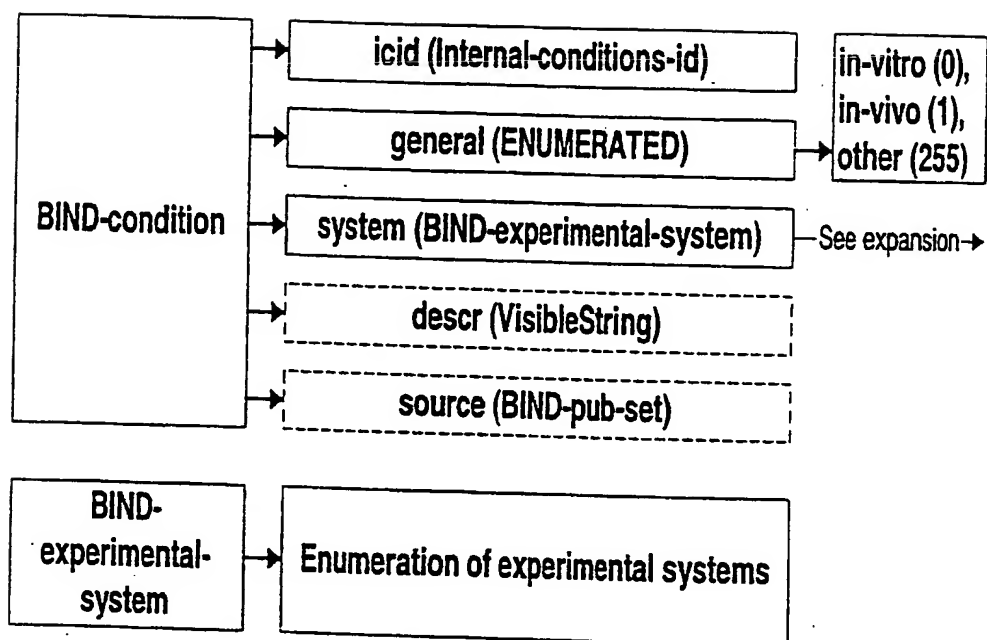 BIND-condition
icid (Internal-conditions-id)
general (ENUMERATED)
in-vitro (0),
in-vivo (1),
other (255)
system (BIND-experimental-system)
See expansion
descr (VisibleString)
source (BIND-pub-set)
BIND-
experimental-
system
Enumeration of experimental systems